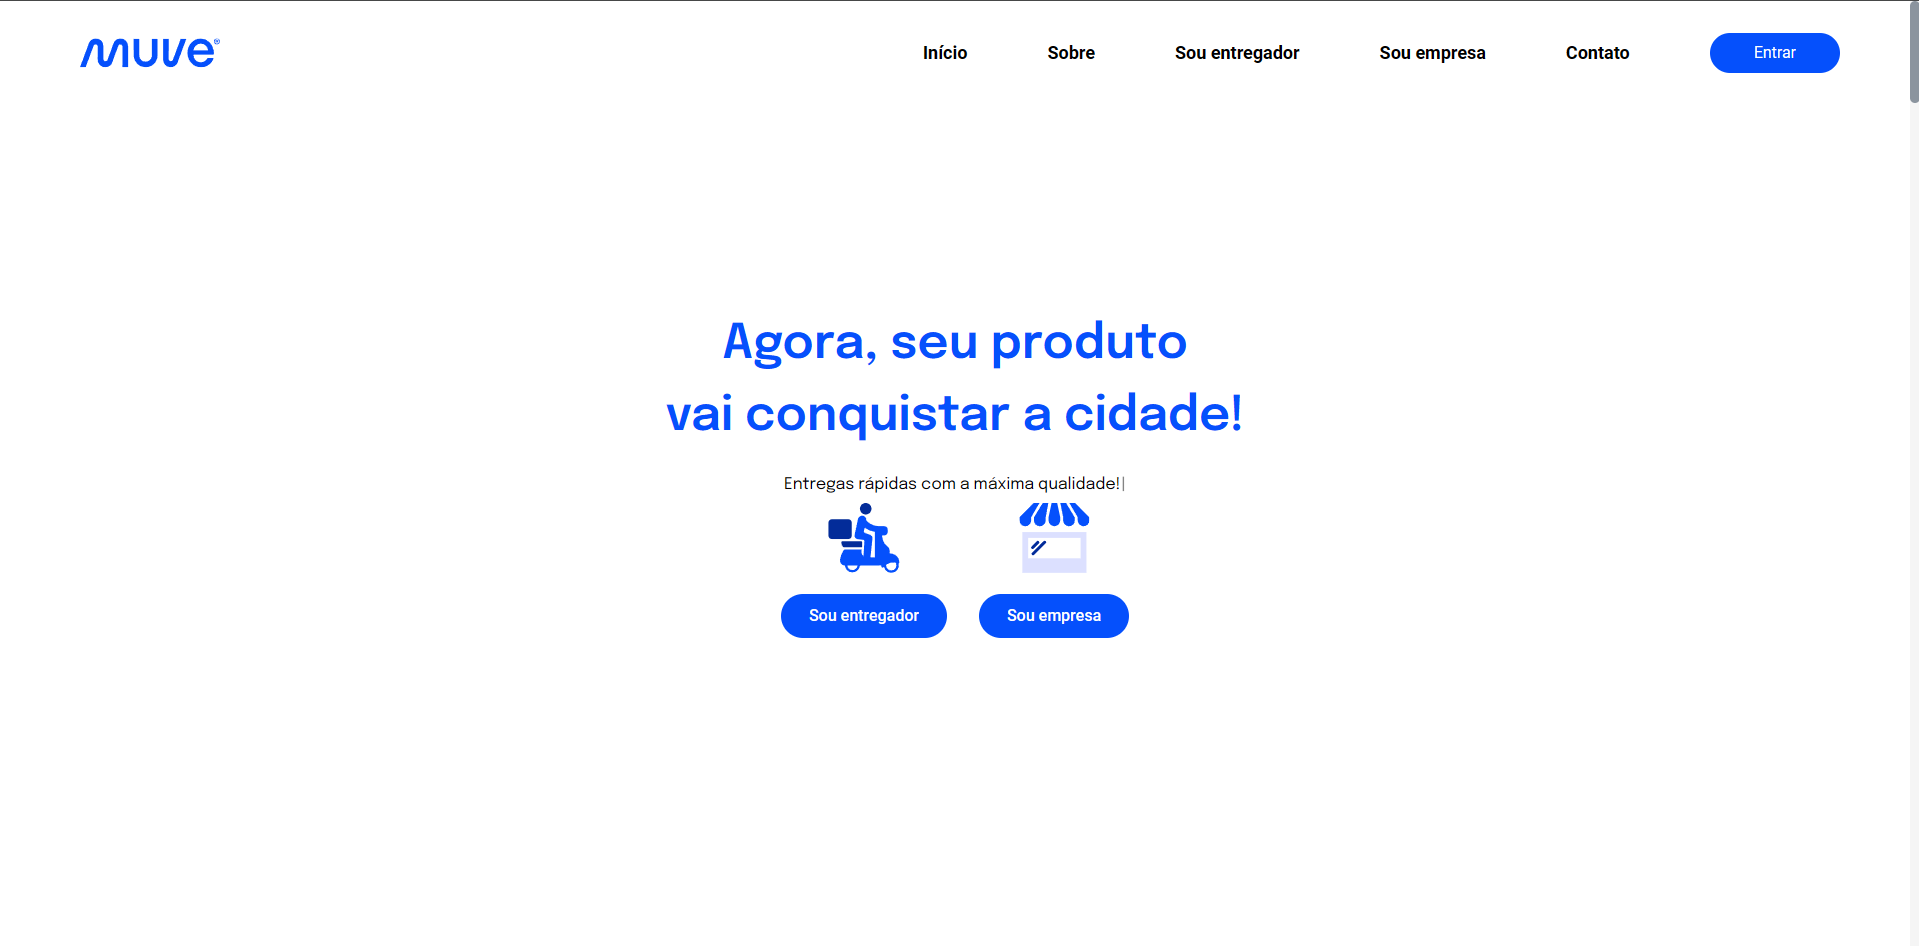 muve®
Início
Sobre
Sou entregador
Sou empresa
Contato
Entrar
Agora, seu produto
vai conquistar a cidade!
Entregas rápidas com a máxima qualidade!|
Sou entregador
Sou empresa